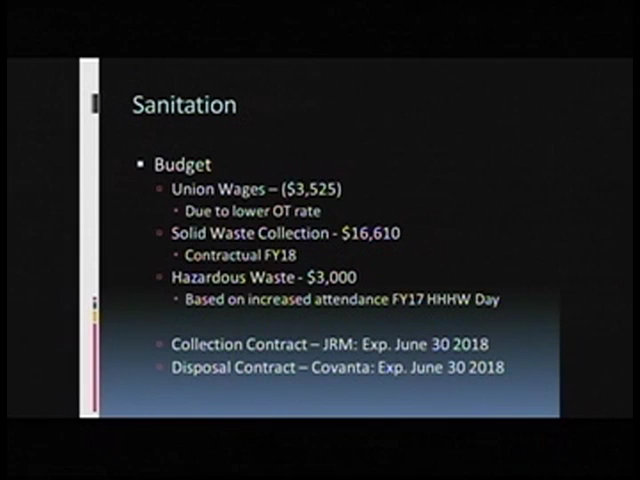 Sanitation
Budget
Union Wages – ($3,525)
Due to lower OT rate
Solid Waste Collection - $16,610
Contractual FY18
Hazardous Waste - $3,000
Based on increased attendance FY17 HHHW Day
Collection Contract – JRM: Exp. June 30 2018
Disposal Contract – Covanta: Exp. June 30 2018